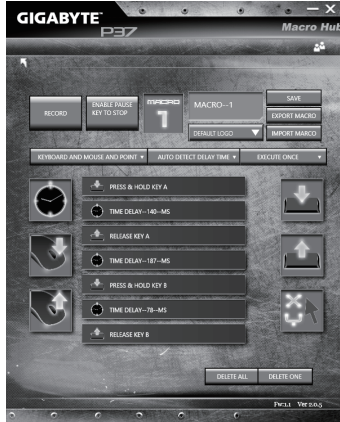 GIGABYTE™
P37
Macro Hub
RECORD
ENABLE PAUSE
KEY TO STOP
MACRO
1
MACRO--1
DEFAULT LOGO
SAVE
EXPORT MACRO
IMPORT MARCO
KEYBOARD AND MOUSE AND POINT
AUTO DETECT DELAY TIME
EXECUTE ONCE
PRESS & HOLD KEY A
TIME DELAY--140--MS
RELEASE KEY A
TIME DELAY--187--MS
PRESS & HOLD KEY B
TIME DELAY--78--MS
RELEASE KEY B
DELETE ALL
DELETE ONE
Fw:1.1 Ver 2.0.5